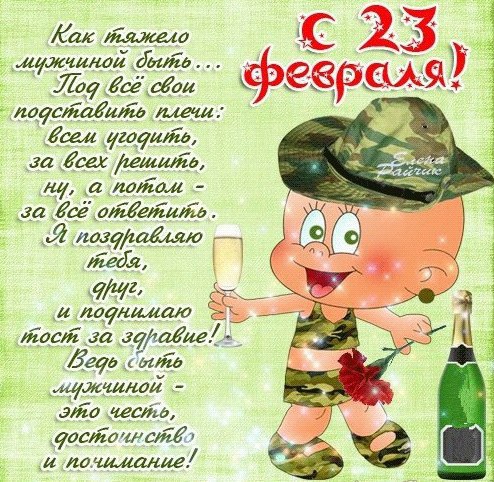 Как тяжело
мужчиной быть...
Под всё свои
подставить плечи:
всем угодить,
за всех решить,
ну, а потом -
за всё ответить.
Я поздравляю
тебя,
друг,
и поднимаю
тост за здравие!
Ведь быть
мужчиной -
это честь,
достоинство
и почимание!
С 23
февраля!
Елена
Райчик